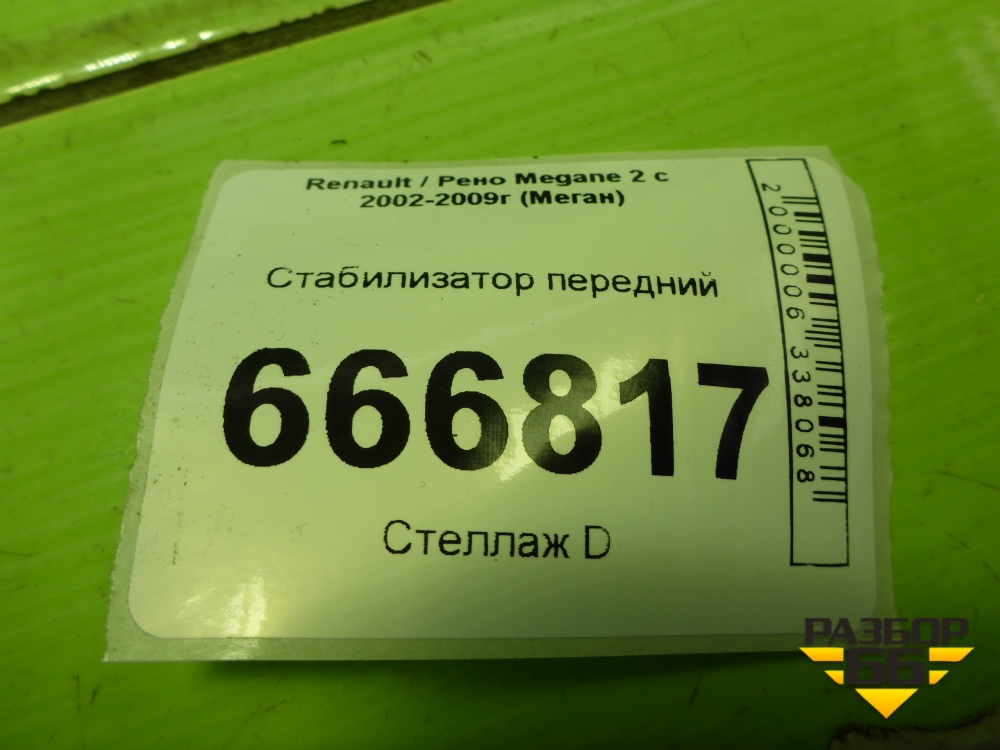 Renault / Рено Megane 2 с
2002-2009г (Меган)
Стабилизатор передний
666817
Стеллаж D
2000006338068
РАЗБОР
66